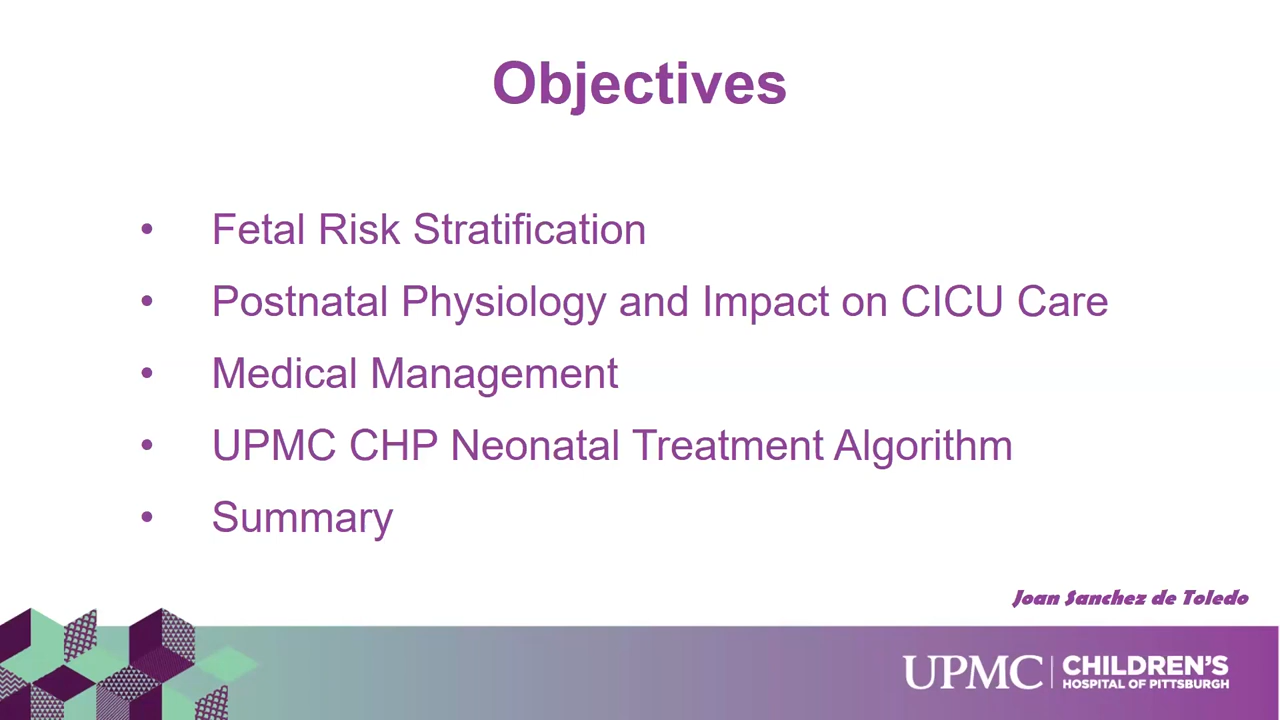 Objectives
• Fetal Risk Stratification
• Postnatal Physiology and Impact on CICU Care
• Medical Management
• UPMC CHP Neonatal Treatment Algorithm
• Summary
Joan Sanchez de Toledo
UPMC | CHILDREN'S
HOSPITAL OF PITTSBURGH